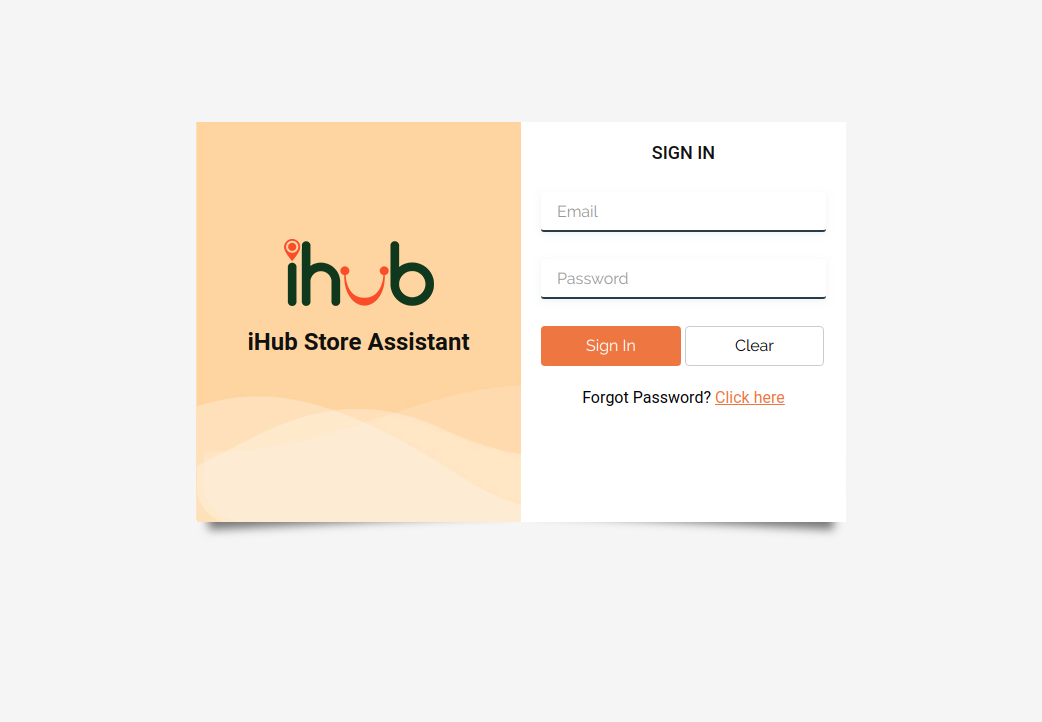 ihub
iHub Store Assistant
SIGN IN
Email
Password
Sign In
Clear
Forgot Password? Click here